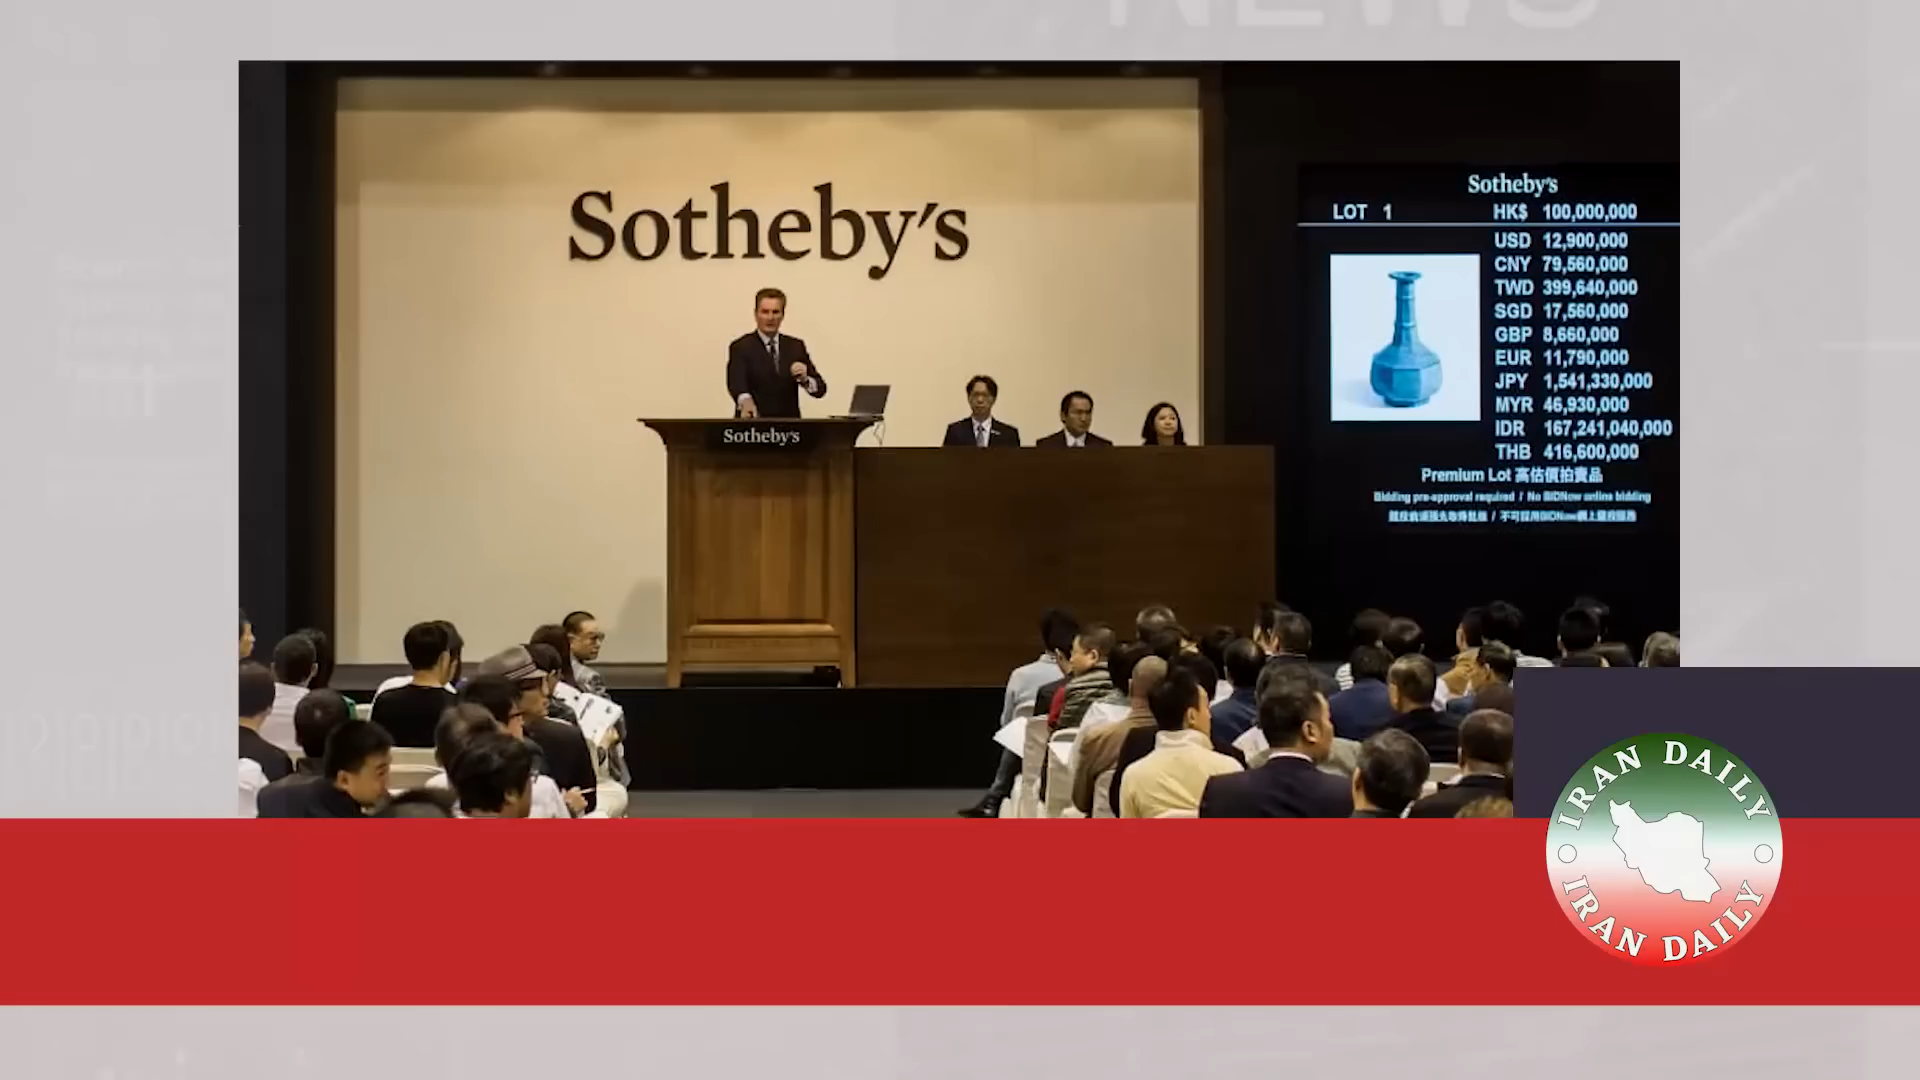 NEWS
Sotheby's
Sotheby's
Sotheby's
LOT 1 HK$ 100,000,000
USD 12,900,000
CNY 79,560,000
TWD 399,640,000
SGD 17,560,000
GBP 8,660,000
EUR 11,790,000
JPY 1,541,330,000
MYR 46,930,000
IDR 167,241,040,000
THB 416,600,000
Premium Lot 高估價拍賣品
Bidding pre-approval required / No BIDNow online bidding
IRAN DAILY
IRAN DAILY